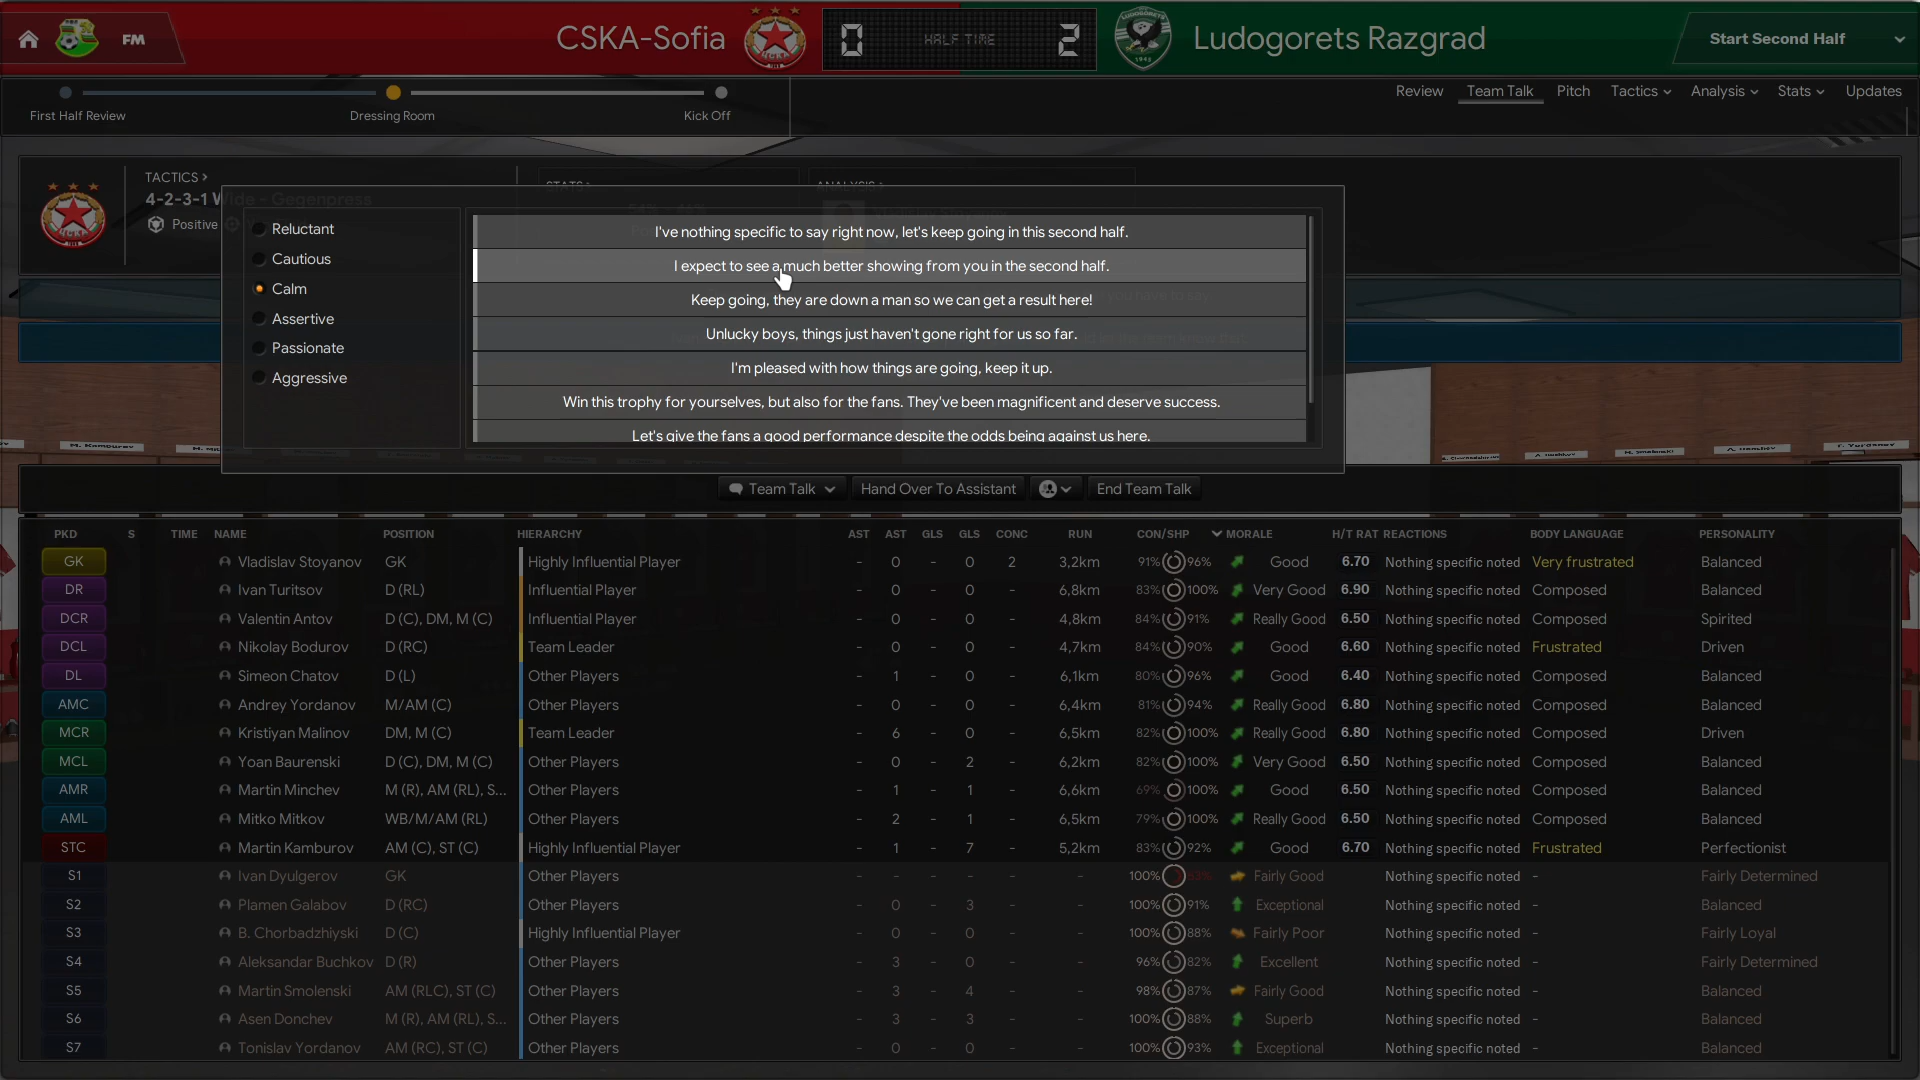 FM
CSKA-Sofia
0
HALF TIME
2
Ludogorets Razgrad
Start Second Half
First Half Review
Dressing Room
Kick Off
Review
Team Talk
Pitch
Tactics
Analysis
Stats
Updates
TACTICS >
4-2-3-1 Wide - Gegenpress
Positive
Reluctant
Cautious
Calm
Assertive
Passionate
Aggressive
I've nothing specific to say right now, let's keep going in this second half.
I expect to see a much better showing from you in the second half.
Keep going, they are down a man so we can get a result here!
Unlucky boys, things just haven't gone right for us so far.
I'm pleased with how things are going, keep it up.
Win this trophy for yourselves, but also for the fans. They've been magnificent and deserve success.
Let's give the fans a good performance despite the odds being against us here.
Team Talk
Hand Over To Assistant
End Team Talk
PKD S TIME NAME POSITION HIERARCHY AST AST GLS GLS CONC RUN CON/SHP MORALE H/T RAT REACTIONS BODY LANGUAGE PERSONALITY
GK Vladislav Stoyanov GK Highly Influential Player - 0 - 0 2 3,2km 91% 96% Good 6.70 Nothing specific noted Very frustrated Balanced
DR Ivan Turitsov D (RL) Influential Player - 0 - 0 - 6,8km 83% 100% Very Good 6.90 Nothing specific noted Composed Balanced
DCR Valentin Antov D (C), DM, M (C) Influential Player - 0 - 0 - 4,8km 84% 91% Really Good 6.50 Nothing specific noted Composed Spirited
DCL Nikolay Bodurov D (RC) Team Leader - 0 - 0 - 4,7km 84% 90% Good 6.60 Nothing specific noted Frustrated Driven
DL Simeon Chatov D (L) Other Players - 1 - 0 - 6,1km 80% 96% Good 6.40 Nothing specific noted Composed Balanced
AMC Andrey Yordanov M/AM (C) Other Players - 0 - 0 - 6,4km 81% 94% Really Good 6.80 Nothing specific noted Composed Balanced
MCR Kristiyan Malinov DM, M (C) Team Leader - 6 - 0 - 6,5km 82% 100% Really Good 6.80 Nothing specific noted Composed Driven
MCL Yoan Baurenski D (C), DM, M (C) Other Players - 0 - 2 - 6,2km 82% 100% Very Good 6.50 Nothing specific noted Composed Balanced
AMR Martin Minchev M (R), AM (RL), S... Other Players - 1 - 1 - 6,6km 69% 100% Good 6.50 Nothing specific noted Composed Balanced
AML Mitko Mitkov WB/M/AM (RL) Other Players - 2 - 1 - 6,5km 79% 100% Really Good 6.50 Nothing specific noted Composed Balanced
STC Martin Kamburov AM (C), ST (C) Highly Influential Player - 1 - 7 - 5,2km 83% 92% Good 6.70 Nothing specific noted Frustrated Perfectionist
S1 Ivan Dyulgerov GK Other Players - - - - - - 100% Fairly Good Nothing specific noted - Fairly Determined
S2 Plamen Galabov D (RC) Other Players - 0 - 3 - - 100% 91% Exceptional Nothing specific noted - Balanced
S3 B. Chorbadzhiyski D (C) Highly Influential Player - 0 - 0 - - 100% 88% Fairly Poor Nothing specific noted - Fairly Loyal
S4 Aleksandar Buchkov D (R) Other Players - 3 - 0 - - 96% 82% Excellent Nothing specific noted - Fairly Determined
S5 Martin Smolenski AM (RLC), ST (C) Other Players - 3 - 4 - - 98% 87% Fairly Good Nothing specific noted - Balanced
S6 Asen Donchev M (R), AM (RL), S... Other Players - 3 - 3 - - 100% 88% Superb Nothing specific noted - Balanced
S7 Tonislav Yordanov AM (RC), ST (C) Other Players - 0 - 0 - - 100% 93% Exceptional Nothing specific noted - Balanced